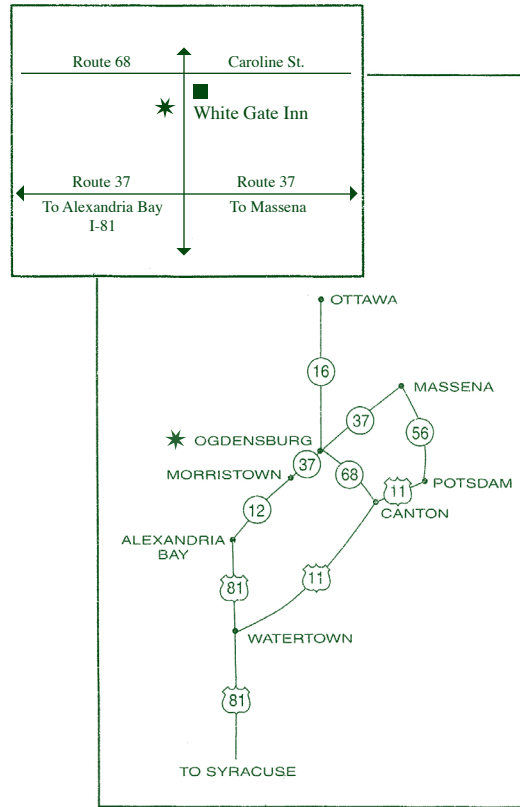 Route 68 Caroline St.
White Gate Inn
Route 37 Route 37
To Alexandria Bay To Massena
I-81
OTTAWA
16
MASSENA
37
56
OGDENSBURG
37
MORRISTOWN
68
11
POTSDAM
12
CANTON
ALEXANDRIA
BAY
81
11
WATERTOWN
81
TO SYRACUSE